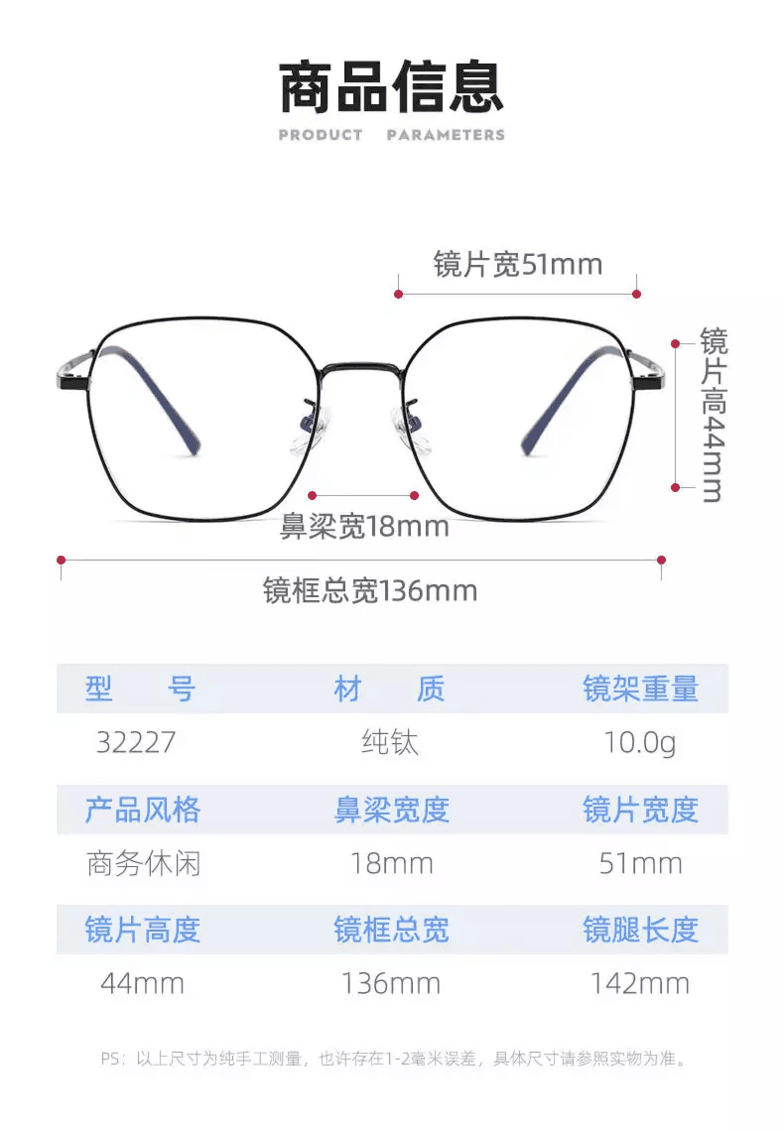 商品信息
PRODUCT PARAMETERS
镜片宽51mm
镜片高44mm
鼻梁宽18mm
镜框总宽136mm
型 号 材 质 镜架重量
32227 纯钛 10.0g
产品风格 鼻梁宽度 镜片宽度
商务休闲 18mm 51mm
镜片高度 镜框总宽 镜腿长度
44mm 136mm 142mm
PS：以上尺寸为纯手工测量，也许存在1-2毫米误差，具体尺寸请参照实物为准。